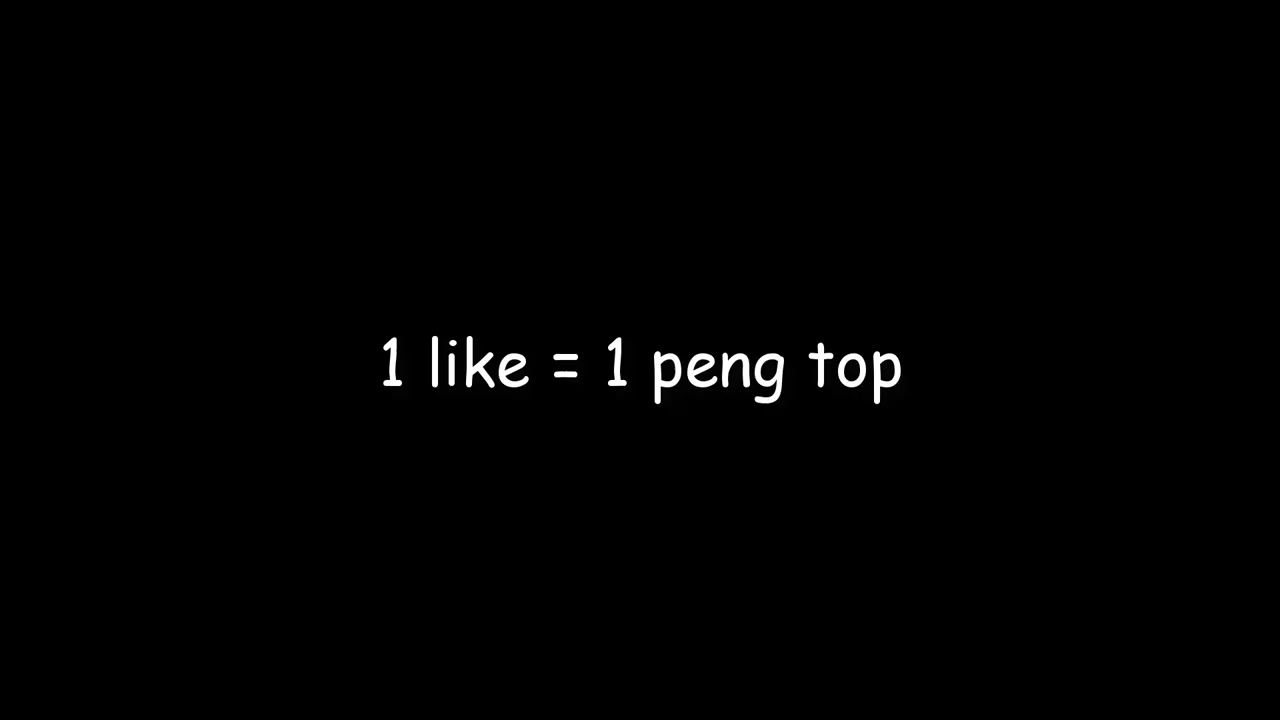 1 like = 1 peng top